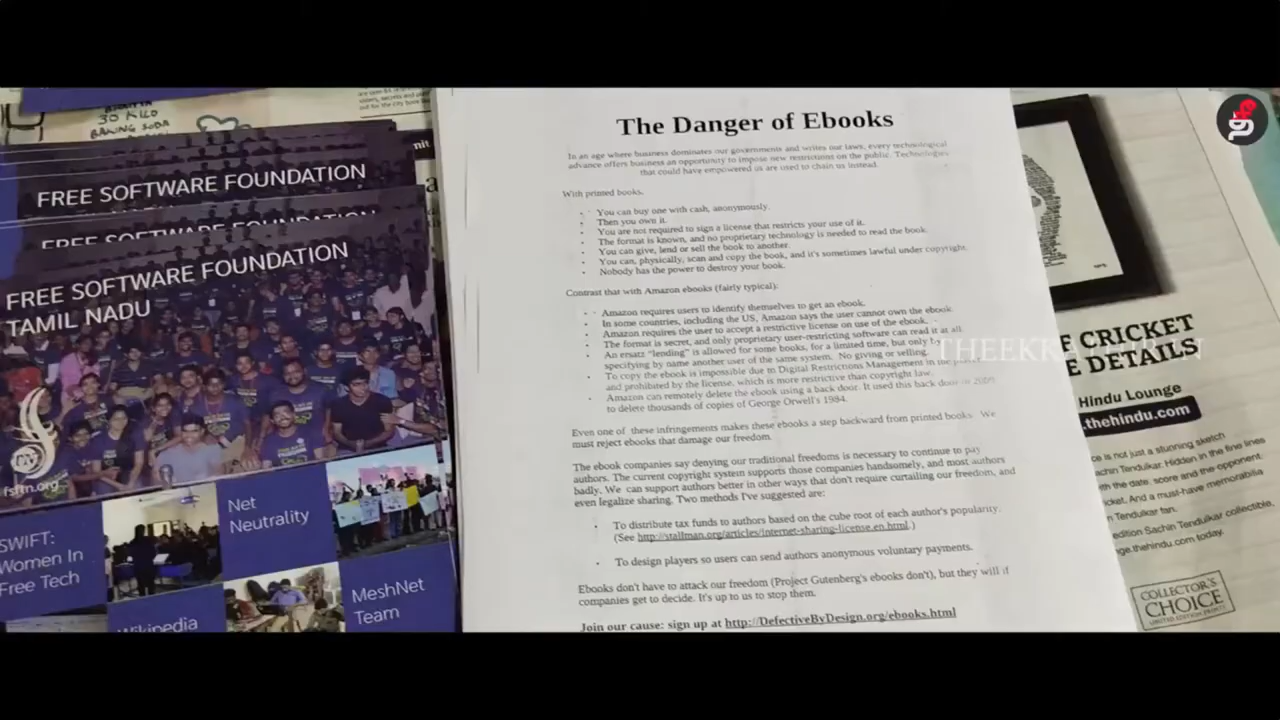 30 KILO
BAKING SODA
FREE SOFTWARE FOUNDATION
FREE SOFTWARE FOUNDATION
FREE SOFTWARE FOUNDATION
TAMIL NADU
fsftn.org
SWIFT:
Women In
Free Tech
Net
Neutrality
Wikipedia
MeshNet
Team
The Danger of Ebooks
In an age where business dominates our governments and writes our laws, every technological
advance offers business an opportunity to impose new restrictions on the public. Technologies
that could have empowered us are used to chain us instead.
With printed books,
· You can buy one with cash, anonymously.
· Then you own it.
· You are not required to sign a license that restricts your use of it.
· The format is known, and no proprietary technology is needed to read the book.
· You can give, lend or sell the book to another.
· You can, physically, scan and copy the book, and it's sometimes lawful under copyright.
· Nobody has the power to destroy your book.
Contrast that with Amazon ebooks (fairly typical):
· Amazon requires users to identify themselves to get an ebook.
· In some countries, including the US, Amazon says the user cannot own the ebook.
· Amazon requires the user to accept a restrictive license on use of the ebook.
· The format is secret, and only proprietary user-restricting software can read it at all.
· An ersatz "lending" is allowed for some books, for a limited time, but only by
specifying by name another user of the same system. No giving or selling.
· To copy the ebook is impossible due to Digital Restrictions Management in the player
and prohibited by the license, which is more restrictive than copyright law.
· Amazon can remotely delete the ebook using a back door. It used this back door in 2009
to delete thousands of copies of George Orwell's 1984.
Even one of these infringements makes these ebooks a step backward from printed books. We
must reject ebooks that damage our freedom.
The ebook companies say denying our traditional freedoms is necessary to continue to pay
authors. The current copyright system supports those companies handsomely, and most authors
badly. We can support authors better in other ways that don't require curtailing our freedom, and
even legalize sharing. Two methods I've suggested are:
· To distribute tax funds to authors based on the cube root of each author's popularity.
(See http://stallman.org/articles/internet-sharing-license.en.html.)
· To design players so users can send authors anonymous voluntary payments.
Ebooks don't have to attack our freedom (Project Gutenberg's ebooks don't), but they will if
companies get to decide. It's up to us to stop them.
Join our cause: sign up at http://DefectiveByDesign.org/ebooks.html
F CRICKET
E DETAILS
Hindu Lounge
.thehindu.com
ce is not just a stunning sketch
achin Tendulkar. Hidden in the fine lines
th the date, score and the opponent.
cket. And a must-have memorabilia
n Tendulkar fan.
edition Sachin Tendulkar collectible,
ge.thehindu.com today.
COLLECTOR'S
CHOICE
LIMITED EDITION PRINTS